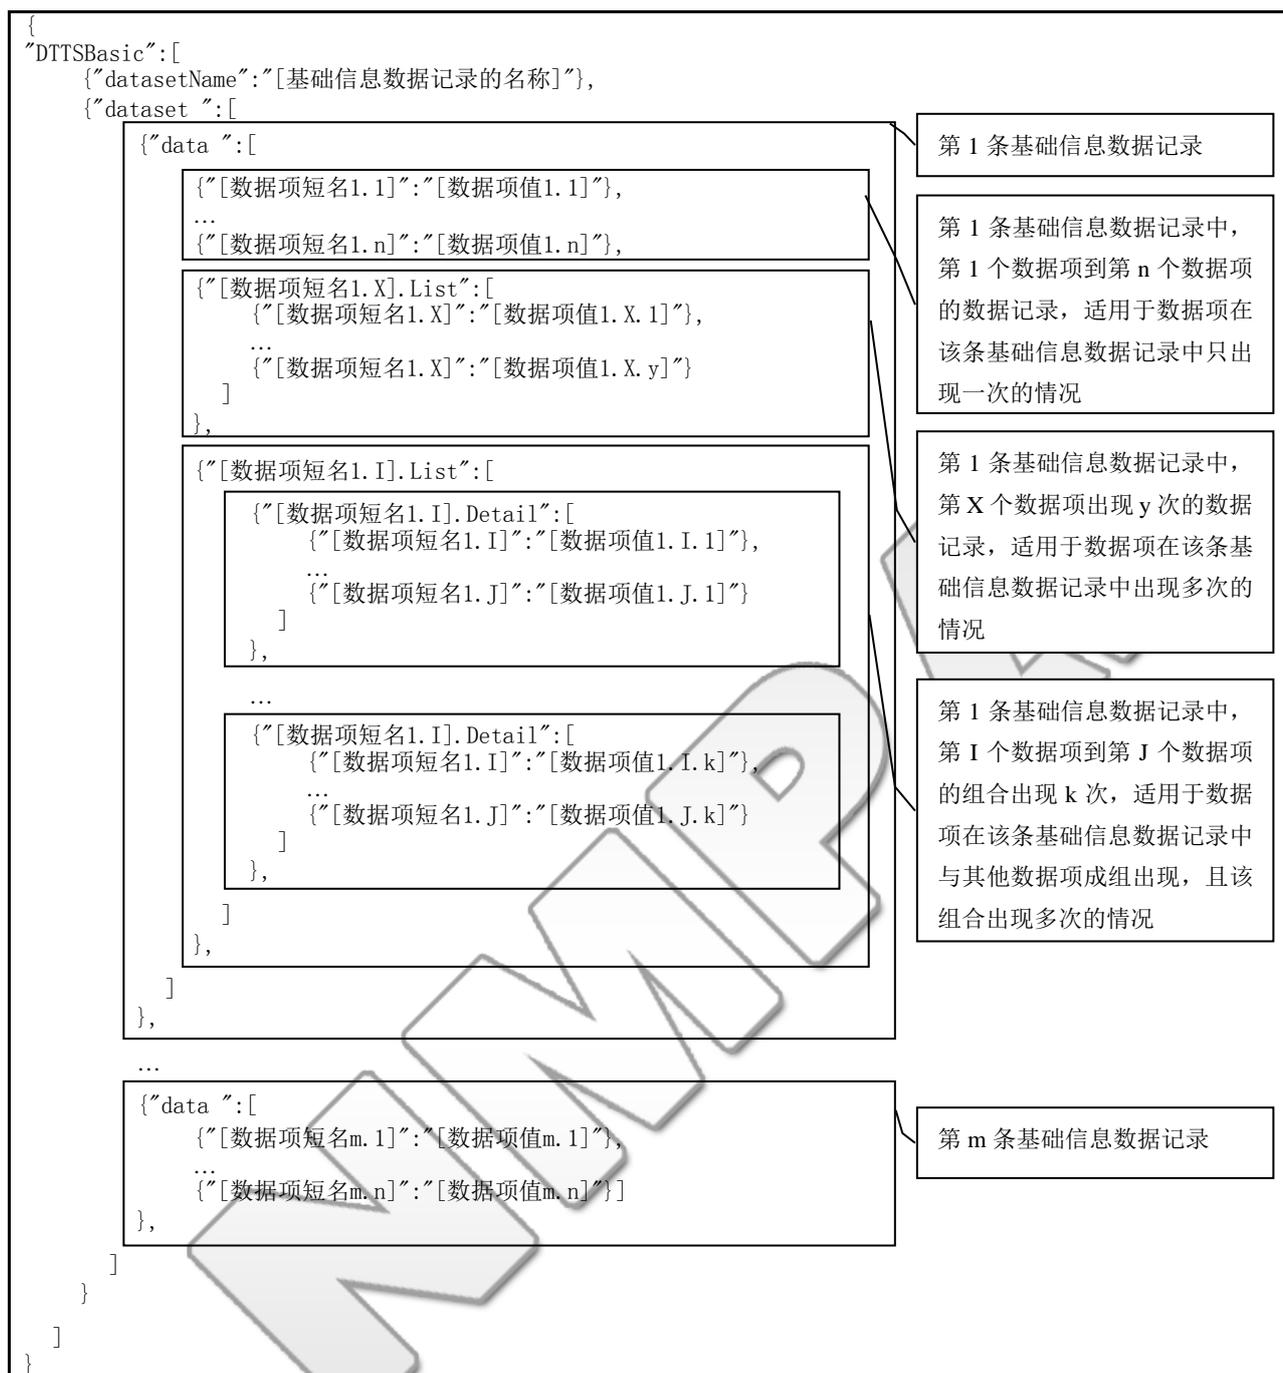 {
"DTTSBasic":[
{"datasetName":"[基础信息数据记录的名称]"},
{"dataset ":[
{"data ":[
{"[数据项短名1.1]":"[数据项值1.1]"},
...
{"[数据项短名1.n]":"[数据项值1.n]"},
{"[数据项短名1.X].List":[
{"[数据项短名1.X]":"[数据项值1.X.1]"},
...
{"[数据项短名1.X]":"[数据项值1.X.y]"}
]
},
{"[数据项短名1.I].List":[
{"[数据项短名1.I].Detail":[
{"[数据项短名1.I]":"[数据项值1.I.1]"},
...
{"[数据项短名1.J]":"[数据项值1.J.1]"}
]
},
...
{"[数据项短名1.I].Detail":[
{"[数据项短名1.I]":"[数据项值1.I.k]"},
...
{"[数据项短名1.J]":"[数据项值1.J.k]"}
]
},
]
},
]
},
...
{"data ":[
{"[数据项短名m.1]":"[数据项值m.1]"},
...
{"[数据项短名m.n]":"[数据项值m.n]"}]
},
]
}
]
}
第 1 条基础信息数据记录
第 1 条基础信息数据记录中，
第 1 个数据项到第 n 个数据项
的数据记录，适用于数据项在
该条基础信息数据记录中只出
现一次的情况
第 1 条基础信息数据记录中，
第 X 个数据项出现 y 次的数据
记录，适用于数据项在该条基
础信息数据记录中出现多次的
情况
第 1 条基础信息数据记录中，
第 I 个数据项到第 J 个数据项
的组合出现 k 次，适用于数据
项在该条基础信息数据记录中
与其他数据项成组出现，且该
组合出现多次的情况
第 m 条基础信息数据记录
NMPA